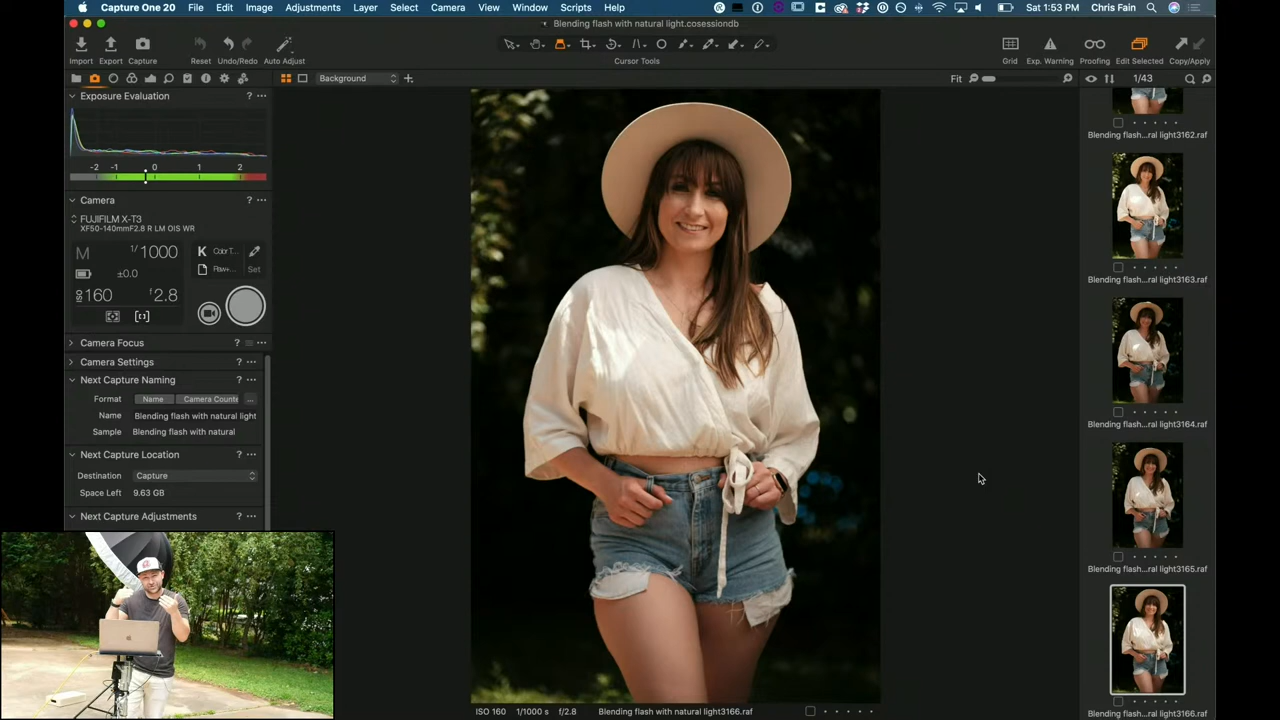 Capture One 20 File Edit Image Adjustments Layer Select Camera View Window Scripts Help
Sat 1:53 PM Chris Fain
Blending flash with natural light.cosessiondb
Import Export Capture Reset Undo/Redo Auto Adjust
Cursor Tools
Grid Exp. Warning Proofing Edit Selected Copy/Apply
Background
Fit
1/43
Exposure Evaluation
-2 -1 0 1 2
Camera
FUJIFILM X-T3
XF50-140mmF2.8 R LM OIS WR
M 1/1000
K Color T...
±0.0
Raw+... Set
ISO 160 f2.8
Camera Focus
Camera Settings
Next Capture Naming
Format Name Camera Counte ...
Name Blending flash with natural light
Sample Blending flash with natural
Next Capture Location
Destination Capture
Space Left 9.63 GB
Next Capture Adjustments
ISO 160 1/1000 s f/2.8 Blending flash with natural light3166.raf
Blending flash...ral light3162.raf
Blending flash...ral light3163.raf
Blending flash...ral light3164.raf
Blending flash...ral light3165.raf
Blending flash...ral light3166.raf